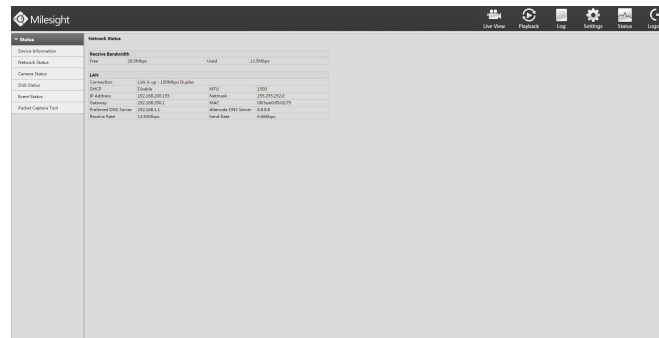 Milesight
Live View Playback Log Settings Status
Status
Device Information
Network Status
Camera Status
Disk Status
Event Status
Packet Capture Tool
Network Status
Receive Bandwidth
Free 26.5Mbps Used 13.5Mbps
LAN
Connection Link is up - 100Mbps Duplex
DHCP Disable MTU 1500
IP Address 192.168.200.155 Netmask 255.255.252.0
Gateway 192.168.200.1 MAC
Preferred DNS Server 192.168.1.1 Alternate DNS Server 8.8.8.8
Receive Rate 13.92Mbps Send Rate